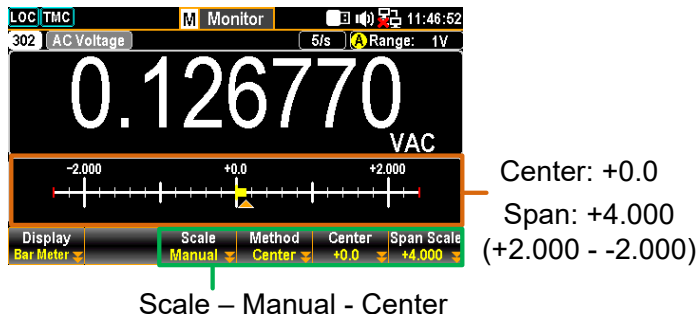 LOC TMC M Monitor 11:46:52
302 AC Voltage 5/s A Range: 1V
0.126770
VAC
-2.000 +0.0 +2.000
Center: +0.0
Span: +4.000
(+2.000 - -2.000)
Display Scale Method Center Span Scale
Bar Meter Manual Center +0.0 +4.000
Scale – Manual - Center